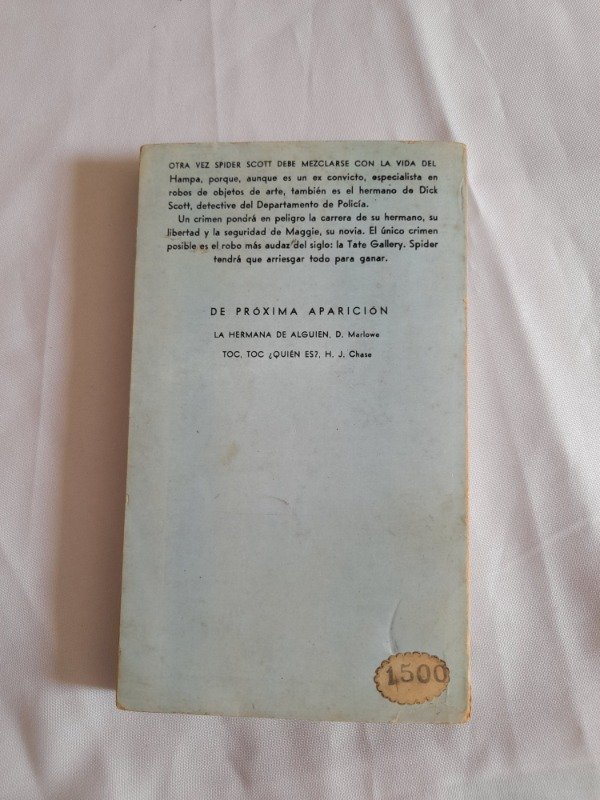 OTRA VEZ SPIDER SCOTT DEBE MEZCLARSE CON LA VIDA DEL
Hampa, porque, aunque es un ex convicto, especialista en
robos de objetos de arte, también es el hermano de Dick
Scott, detective del Departamento de Policía.
Un crimen pondrá en peligro la carrera de su hermano, su
libertad y la seguridad de Maggie, su novia. El único crimen
posible es el robo más audaz del siglo: la Tate Gallery. Spider
tendrá que arriesgar todo para ganar.
DE PRÓXIMA APARICIÓN
LA HERMANA DE ALGUIEN, D. Marlowe
TOC, TOC ¿QUIÉN ES?, H. J. Chase
1500